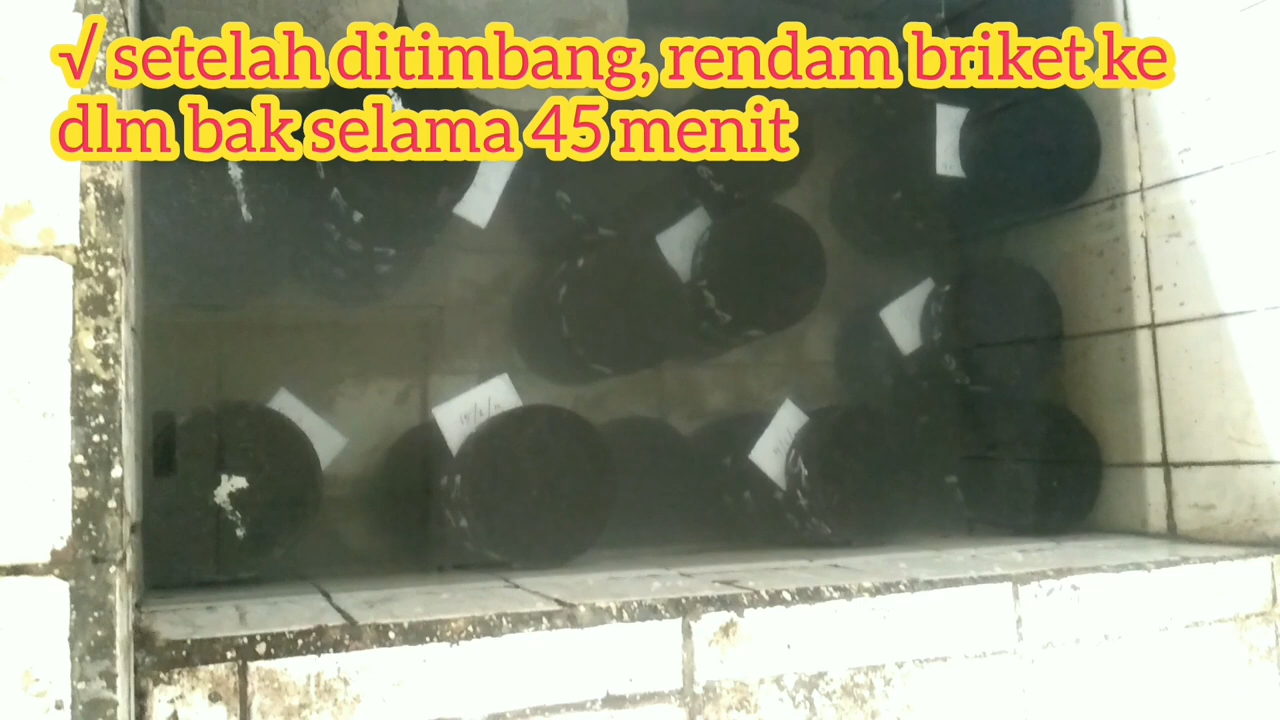 √ setelah ditimbang, rendam briket ke
dlm bak selama 45 menit